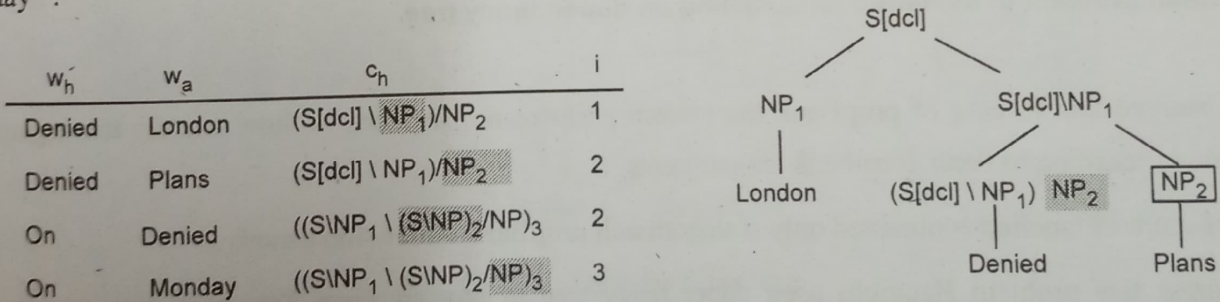 w_h w_a c_h i
Denied London (S[dcl] \ NP₁)/NP₂ 1
Denied Plans (S[dcl] \ NP₁)/NP₂ 2
On Denied ((S\NP₁ \ (S\NP)₂/NP)₃ 2
On Monday ((S\NP₁ \ (S\NP)₂/NP)₃ 3
S[dcl]
NP₁ S[dcl]\NP₁
London (S[dcl] \ NP₁) NP₂ NP₂
Denied Plans